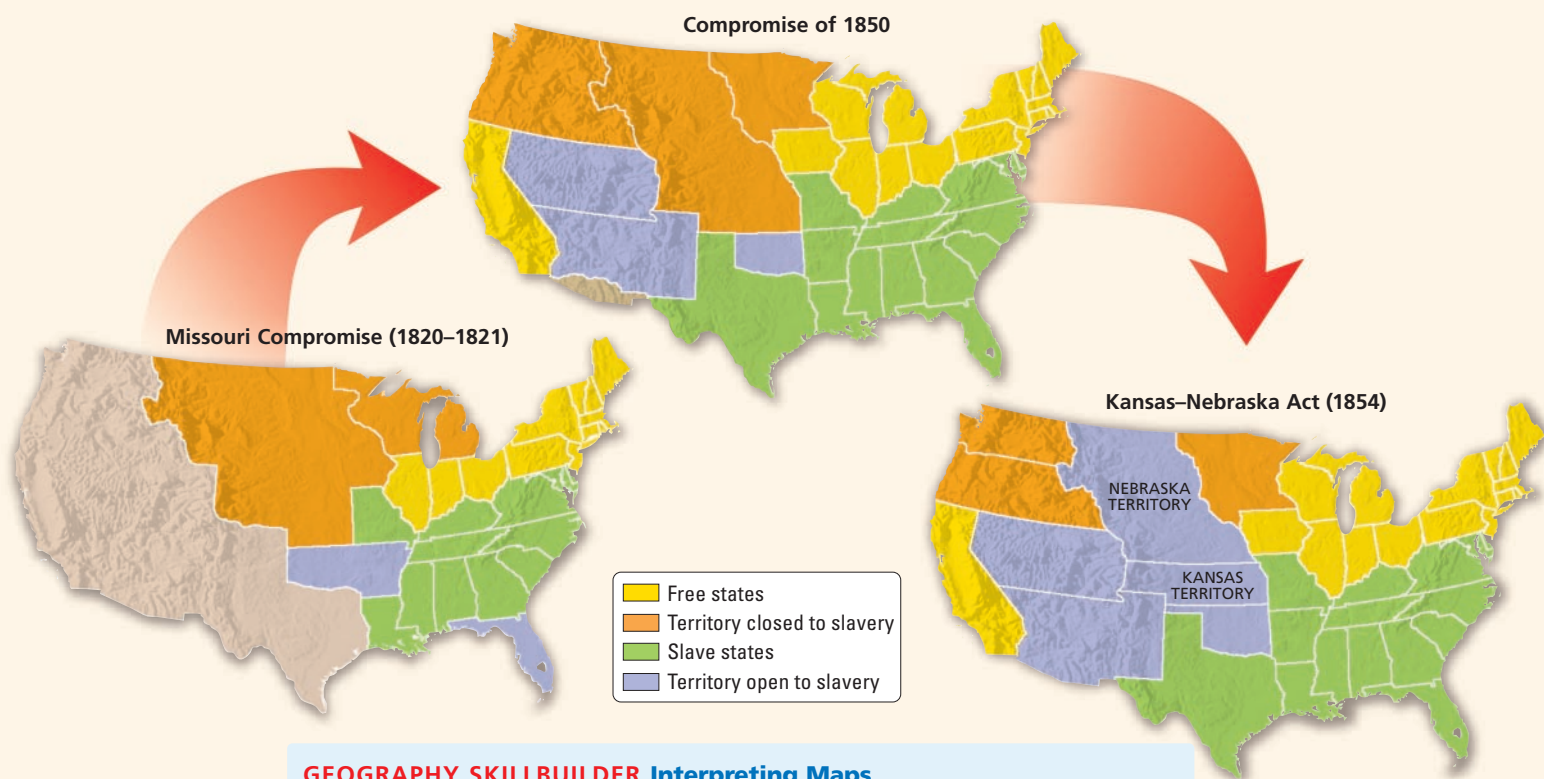 Compromise of 1850
Missouri Compromise (1820–1821)
Kansas–Nebraska Act (1854)
NEBRASKA
TERRITORY
KANSAS
TERRITORY
Free states
Territory closed to slavery
Slave states
Territory open to slavery
GEOGRAPHY SKILLBUILDER Interpreting Maps